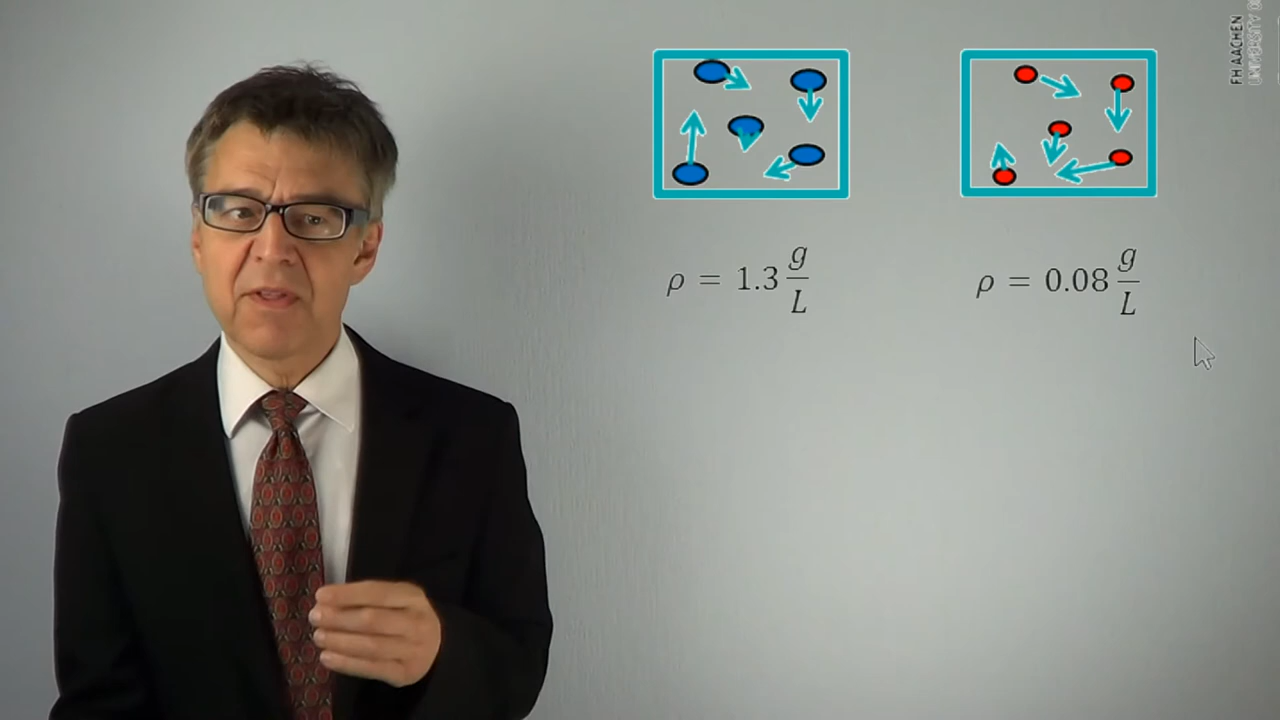 FH AACHEN
ρ = 1.3 g/L
ρ = 0.08 g/L